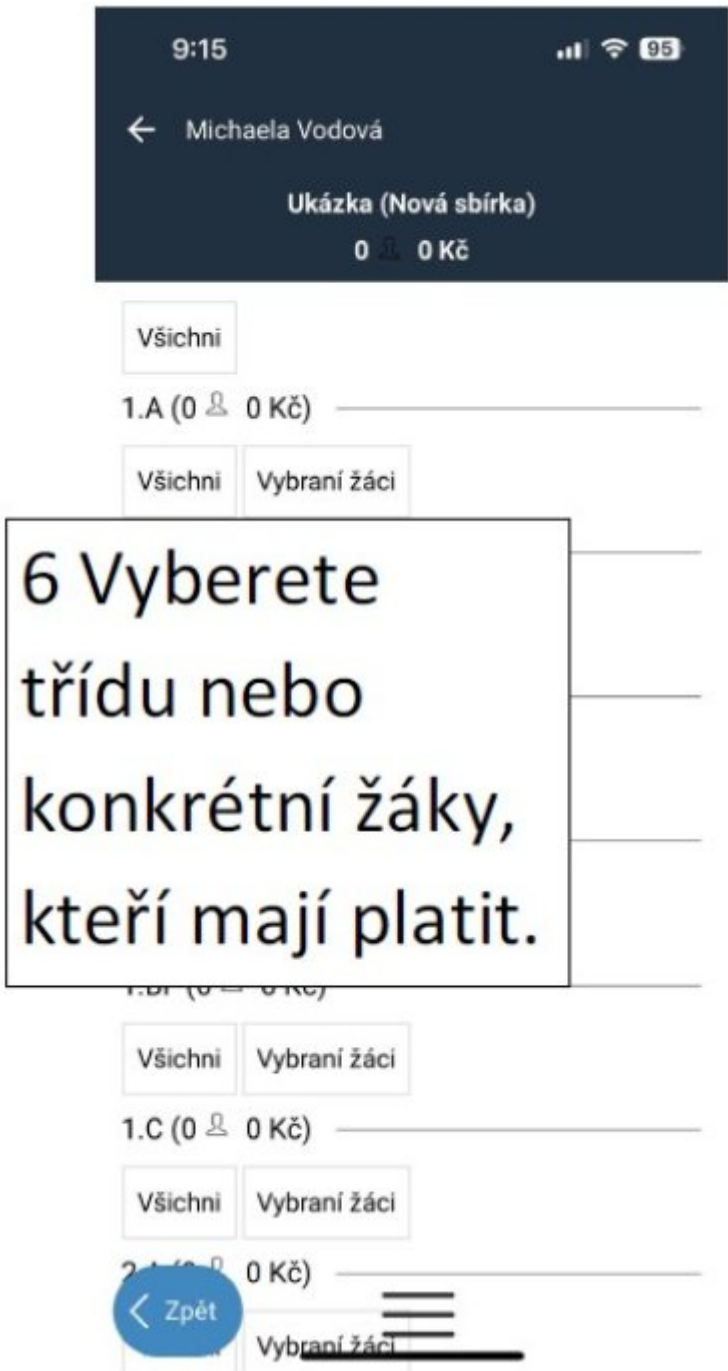 9:15 95
Michaela Vodová
Ukázka (Nová sbírka)
0 0 Kč
Všichni
1.A (0 0 Kč)
Všichni Vybraní žáci
6 Vyberete
třídu nebo
konkrétní žáky,
kteří mají platit.
Všichni Vybraní žáci
1.C (0 0 Kč)
Všichni Vybraní žáci
0 Kč)
Zpět
Vybraní žáci